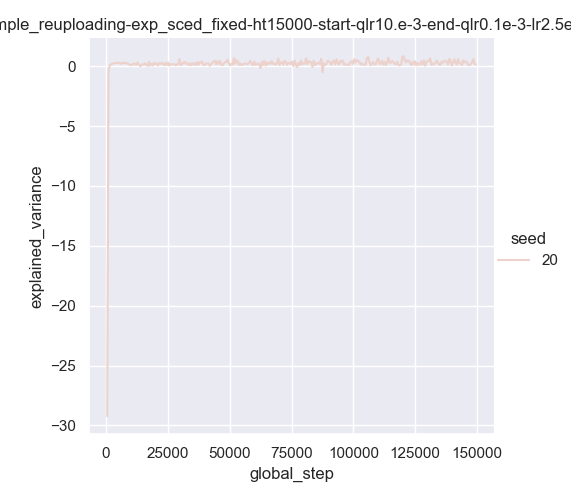 mple_reuploading-exp_sced_fixed-ht15000-start-qlr10.e-3-end-qlr0.1e-3-lr2.5e
explained_variance
0
−5
−10
−15
−20
−25
−30
0 25000 50000 75000 100000 125000 150000
global_step
seed
20